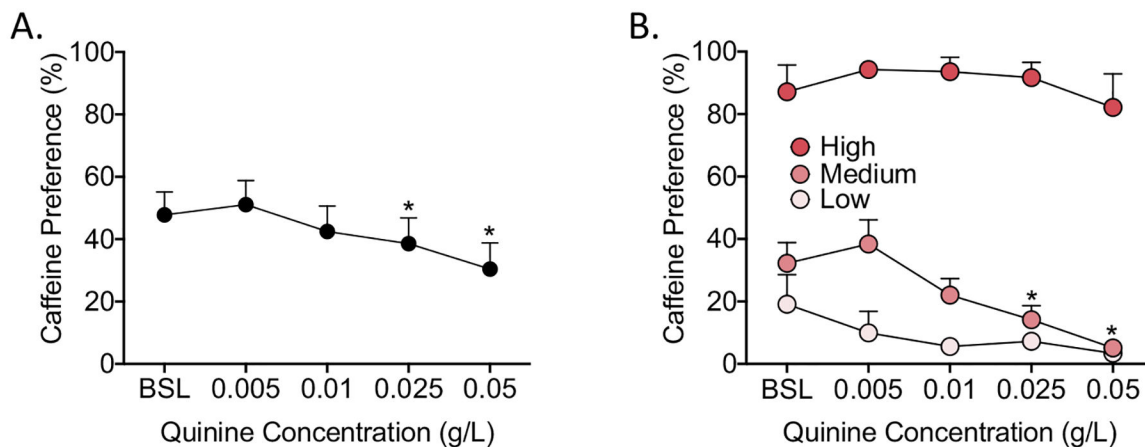 A.
Caffeine Preference (%)
100
80
60
40
20
0
*
*
BSL 0.005 0.01 0.025 0.05
Quinine Concentration (g/L)
B.
Caffeine Preference (%)
100
80
60
40
20
0
High
Medium
Low
*
*
BSL 0.005 0.01 0.025 0.05
Quinine Concentration (g/L)